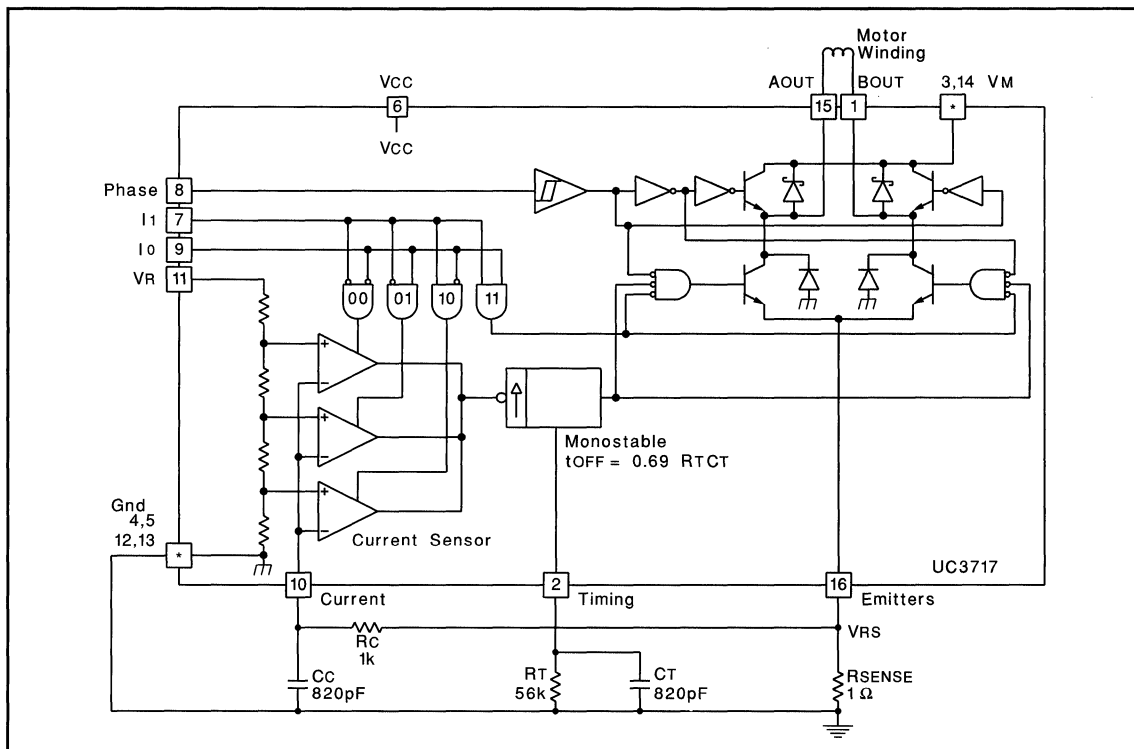 Motor
Winding
AOUT
BOUT
3,14 VM
VCC
6
15
1
*
VCC
Phase
8
I1
7
I0
9
VR
11
00
01
10
11
+
−
+
−
+
−
Monostable
tOFF = 0.69 RTCT
Gnd
4,5
12,13
*
Current Sensor
UC3717
10
Current
2
Timing
16
Emitters
RC
1k
VRS
CC
820pF
RT
56k
CT
820pF
RSENSE
1 Ω